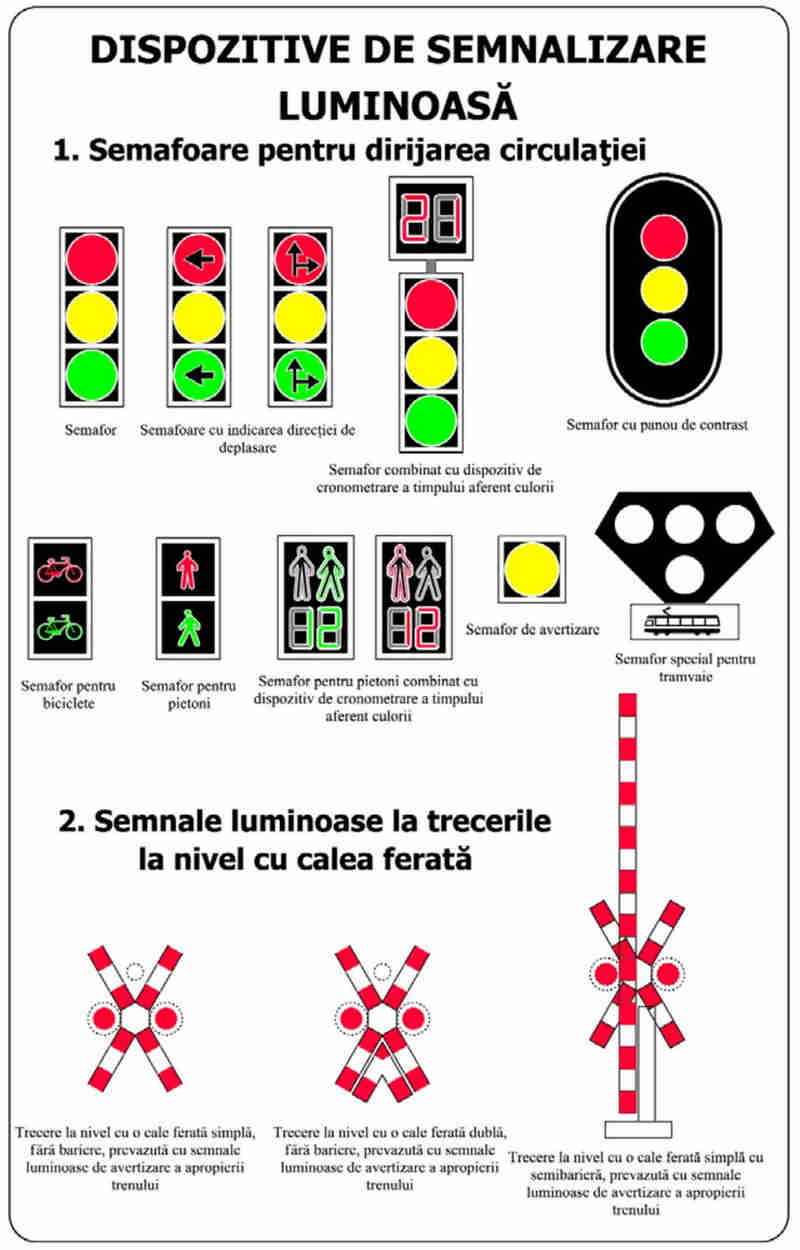 DISPOZITIVE DE SEMNALIZARE
LUMINOASĂ
1. Semafoare pentru dirijarea circulaţiei
21
Semafor
Semafoare cu indicarea direcției de
deplasare
Semafor combinat cu dispozitiv de
cronometrare a timpului aferent culorii
Semafor cu panou de contrast
12
12
Semafor pentru
biciclete
Semafor pentru
pietoni
Semafor pentru pietoni combinat cu
dispozitiv de cronometrare a timpului
aferent culorii
Semafor de avertizare
Semafor special pentru
tramvaie
2. Semnale luminoase la trecerile
la nivel cu calea ferată
Trecere la nivel cu o cale ferată simplă,
fără bariere, prevazută cu semnale
luminoase de avertizare a apropierii
trenului
Trecere la nivel cu o cale ferată dublă,
fără bariere, prevazută cu semnale
luminoase de avertizare a apropierii
trenului
Trecere la nivel cu o cale ferată simplă cu
semibarieră, prevazută cu semnale
luminoase de avertizare a apropierii
trenului